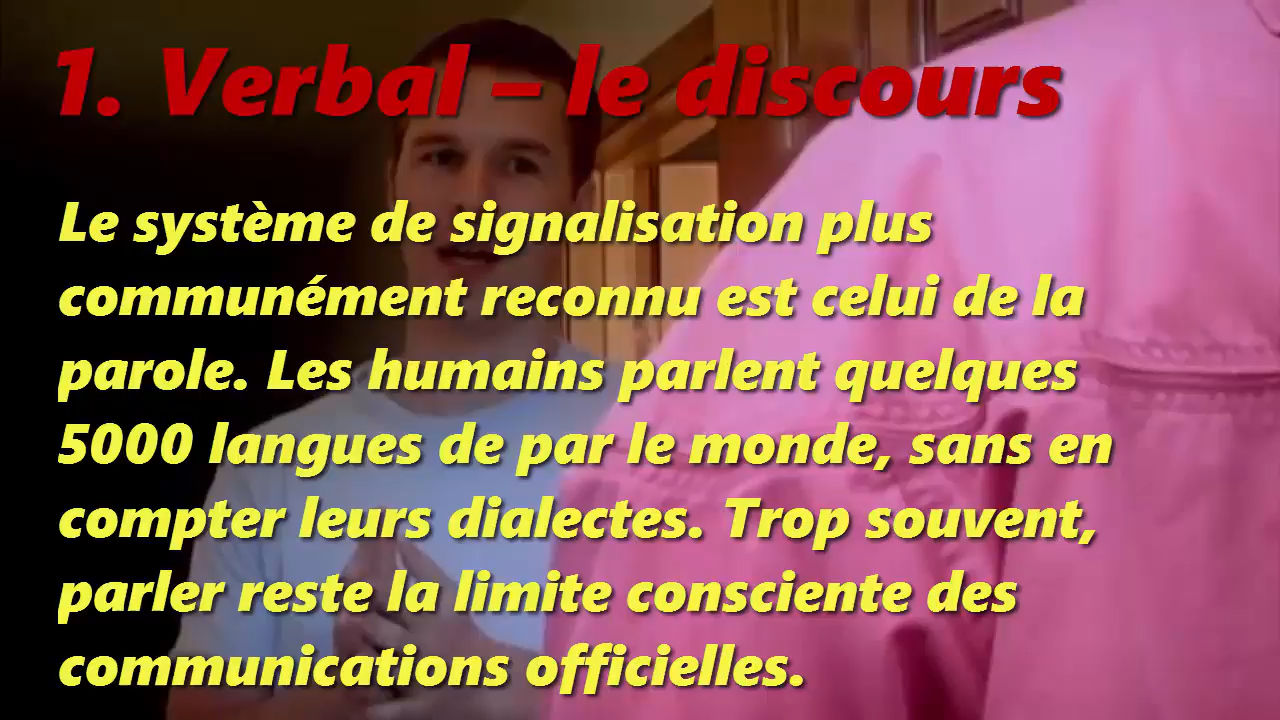 1. Verbal – le discours
Le système de signalisation plus
communément reconnu est celui de la
parole. Les humains parlent quelques
5000 langues de par le monde, sans en
compter leurs dialectes. Trop souvent,
parler reste la limite consciente des
communications officielles.